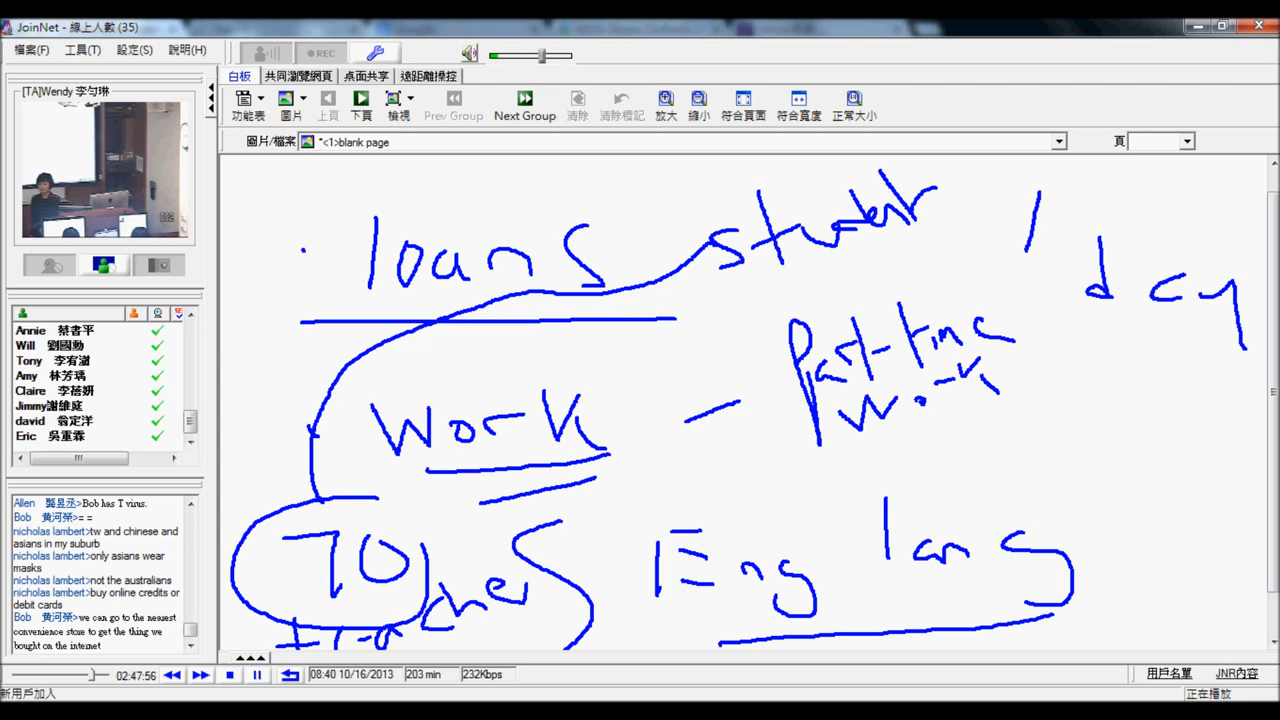 JoinNet - 線上人數 (35)
檔案(F) 工具(T) 設定(S) 說明(H)
REC
[TA]Wendy 李勻琳
白板 共同瀏覽網頁 桌面共享 遠距離操控
功能表 圖片 上頁 下頁 檢視 Prev Group Next Group 清除 清除標記 放大 縮小 符合頁面 符合寬度 正常大小
圖片/檔案 *<1>blank page 頁
Annie 蔡書平
Will 劉國勳
Tony 李宥澍
Amy 林芳瑀
Claire 李蓓妍
Jimmy謝維庭
david 翁定洋
Eric 吳重霖
Allen 龔昱丞>Bob has T virus.
Bob 黃河榮>= =
nicholas lambert>tw and chinese and
asians in my suburb
nicholas lambert>only asians wear
masks
nicholas lambert>not the australians
nicholas lambert>buy online credits or
debit cards
Bob 黃河榮>we can go to the nearest
convenience stoue to get the thing we
bought on the internet
loans student
d cy
Work - Part-time
Work
70 Eng lang
02:47:56 08:40 10/16/2013 203 min 232Kbps 用戶名單 JNR內容
新用戶加入 正在播放